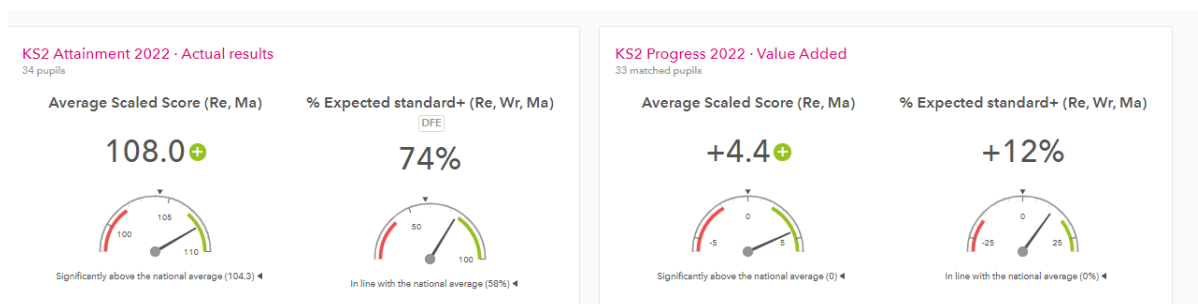 KS2 Attainment 2022 · Actual results
34 pupils
Average Scaled Score (Re, Ma)
108.0 +
100
105
110
Significantly above the national average (104.3) ◀
% Expected standard+ (Re, Wr, Ma)
DFE
74%
50
100
In line with the national average (58%) ◀
KS2 Progress 2022 · Value Added
33 matched pupils
Average Scaled Score (Re, Ma)
+4.4 +
-5
0
5
Significantly above the national average (0) ◀
% Expected standard+ (Re, Wr, Ma)
+12%
-25
0
25
In line with the national average (0%) ◀